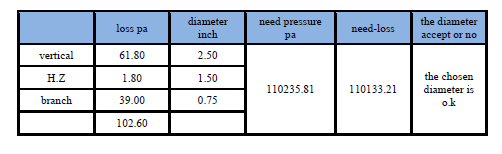 loss pa diameter inch need pressure pa need-loss the diameter accept or no
vertical 61.80 2.50
H.Z 1.80 1.50
branch 39.00 0.75
102.60
110235.81 110133.21 the chosen diameter is o.k